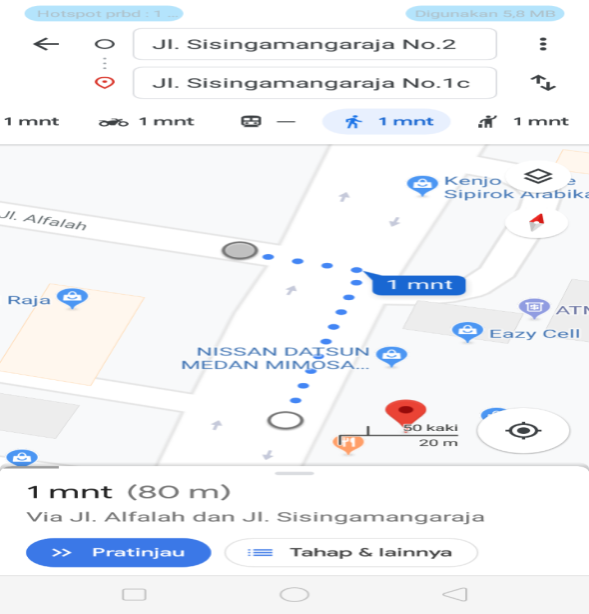 Hotspot prbd : 1 ...
Digunakan 5,8 MB
Jl. Sisingamangaraja No.2
Jl. Sisingamangaraja No.1c
1 mnt
1 mnt
—
1 mnt
1 mnt
Kenjo
Sipirok Arabika
Jl. Alfalah
1 mnt
Raja
ATM
Eazy Cell
NISSAN DATSUN
MEDAN MIMOSA...
50 kaki
20 m
1 mnt (80 m)
Via Jl. Alfalah dan Jl. Sisingamangaraja
Pratinjau
Tahap & lainnya